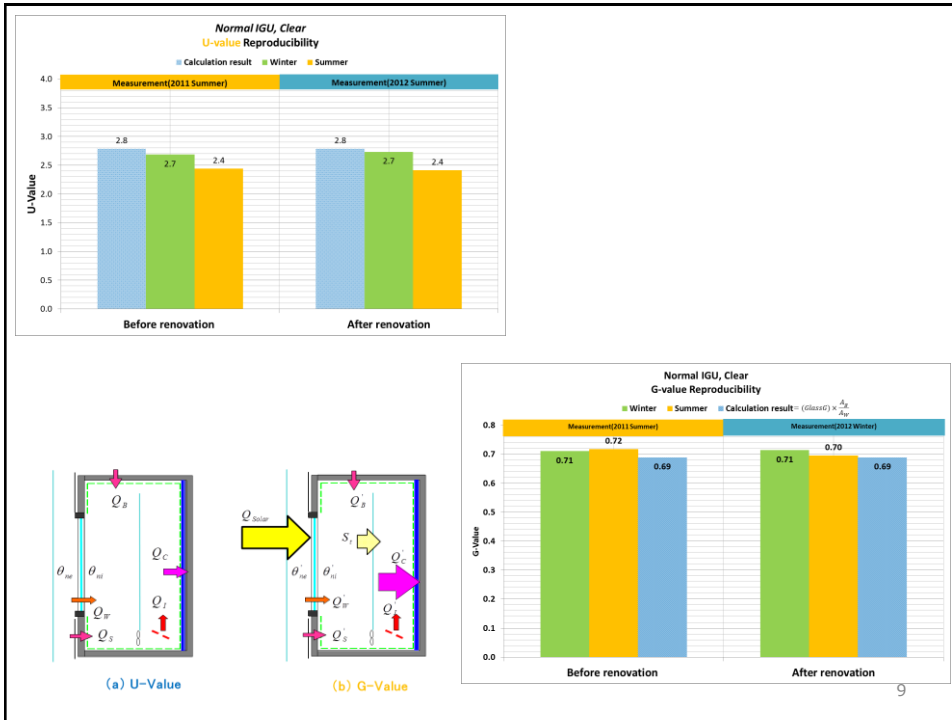 Normal IGU, Clear
U-value Reproducibility
Calculation result Winter Summer
Measurement(2011 Summer) Measurement(2012 Summer)
4.0
3.5
3.0
2.5
2.0
1.5
1.0
0.5
0.0
U-Value
2.8 2.7 2.4 2.8 2.7 2.4
Before renovation After renovation
Normal IGU, Clear
G-value Reproducibility
Winter Summer Calculation result = (GlassG) × A_g / A_W
Measurement(2011 Summer) Measurement(2012 WInter)
0.8
0.7
0.6
0.5
0.4
0.3
0.2
0.1
0.0
G-Value
0.71 0.72 0.69 0.71 0.70 0.69
Before renovation After renovation
Q_B
Q_C
θ_ne θ_ni
Q_I
Q_W
Q_S
(a) U-Value
Q_Solar
Q'_B
S_t
Q'_C
θ'_ne θ'_ni
Q'_W
Q'_S
(b) G-Value
9